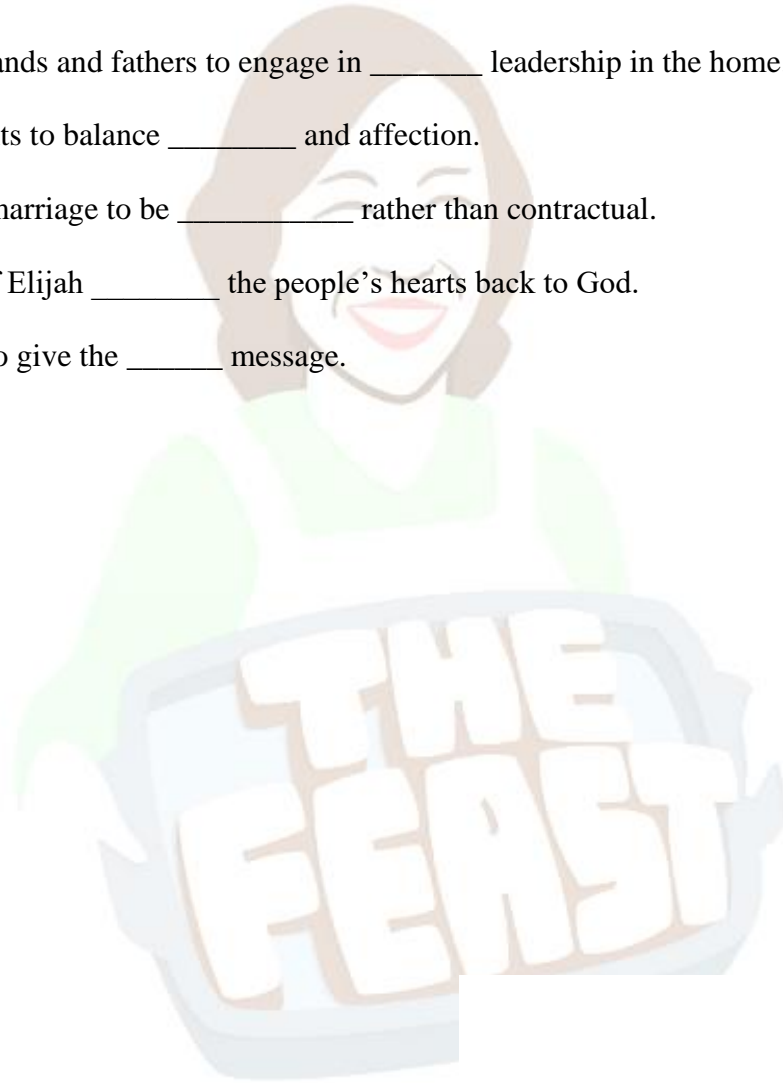 ands and fathers to engage in _______ leadership in the home
ts to balance ________ and affection.
marriage to be ___________ rather than contractual.
f Elijah ________ the people’s hearts back to God.
o give the ______ message.
THE
FEAST